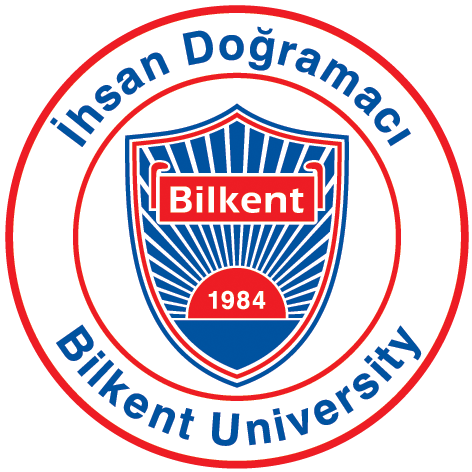 İhsan Doğramacı
Bilkent
1984
Bilkent University